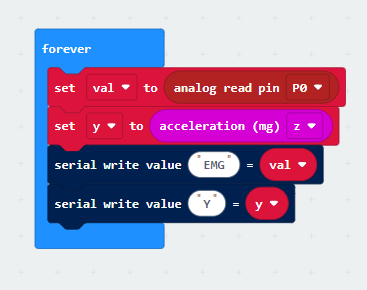 forever
set val to analog read pin P0
set y to acceleration (mg) z
serial write value "EMG" = val
serial write value "Y" = y